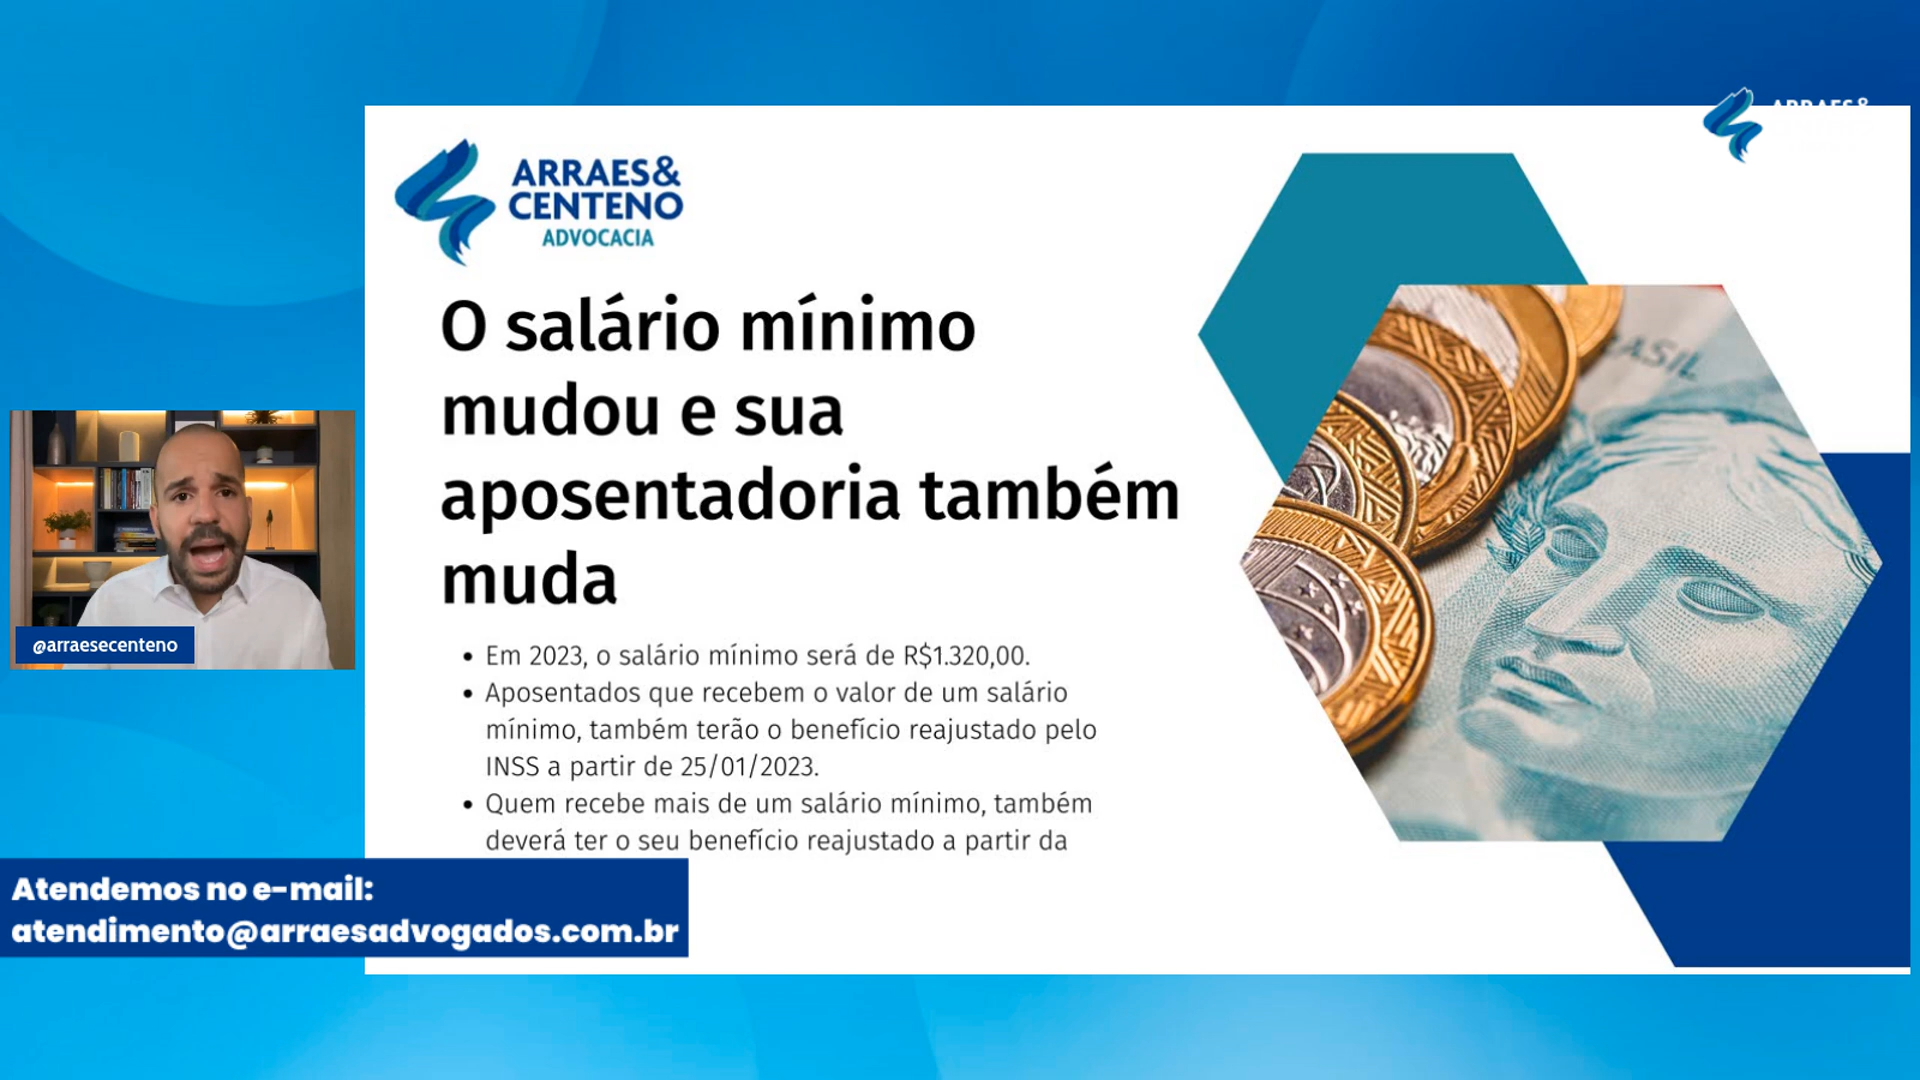 ARRAES&
ARRAES&
CENTENO
ADVOCACIA
O salário mínimo
mudou e sua
aposentadoria também
muda
• Em 2023, o salário mínimo será de R$1.320,00.
• Aposentados que recebem o valor de um salário
mínimo, também terão o benefício reajustado pelo
INSS a partir de 25/01/2023.
• Quem recebe mais de um salário mínimo, também
deverá ter o seu benefício reajustado a partir da
@arraesecenteno
Atendemos no e-mail:
atendimento@arraesadvogados.com.br